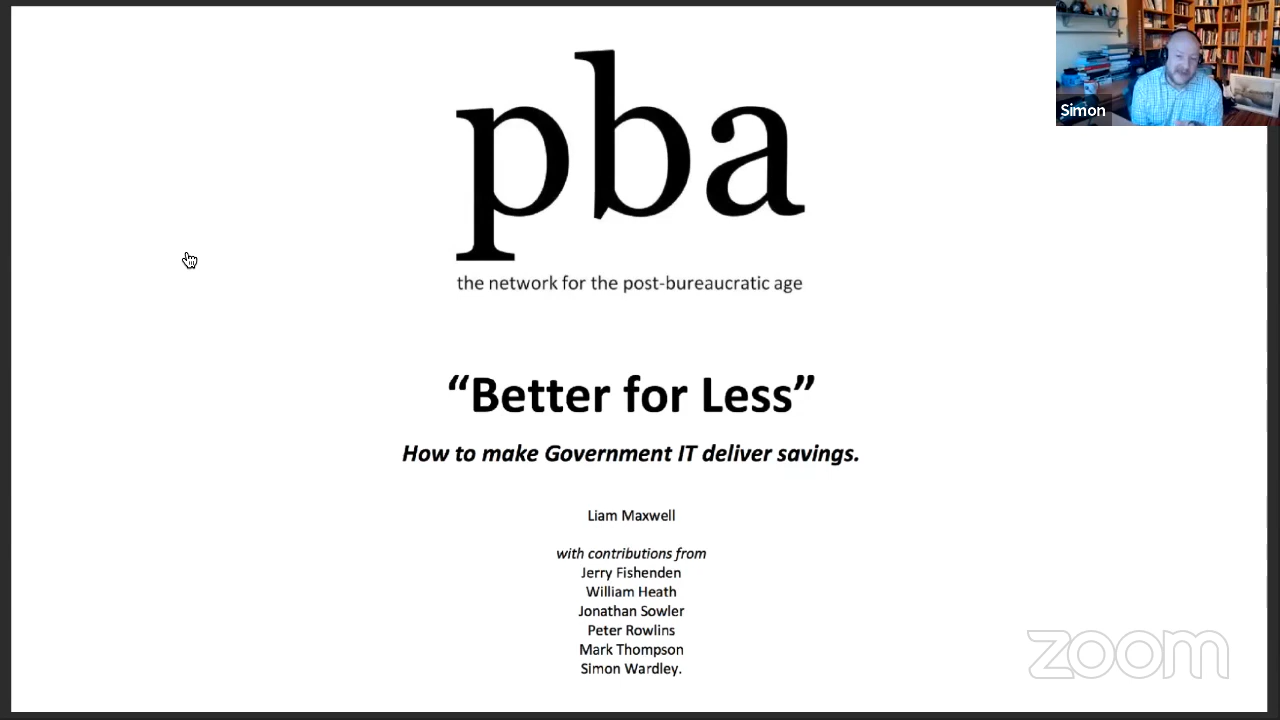 Simon
pba
the network for the post-bureaucratic age
“Better for Less”
How to make Government IT deliver savings.
Liam Maxwell
with contributions from
Jerry Fishenden
William Heath
Jonathan Sowler
Peter Rowlins
Mark Thompson
Simon Wardley.
zoom